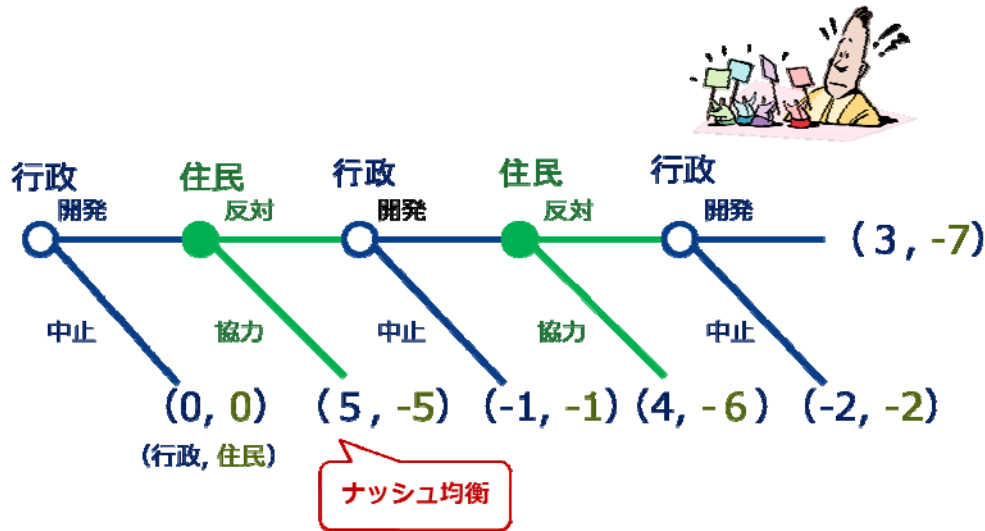 行政 住民 行政 住民 行政
開発 反対 開発 反対 開発
(3, -7)
中止 協力 中止 協力 中止
(0, 0) (5, -5) (-1, -1) (4, -6) (-2, -2)
(行政, 住民)
ナッシュ均衡